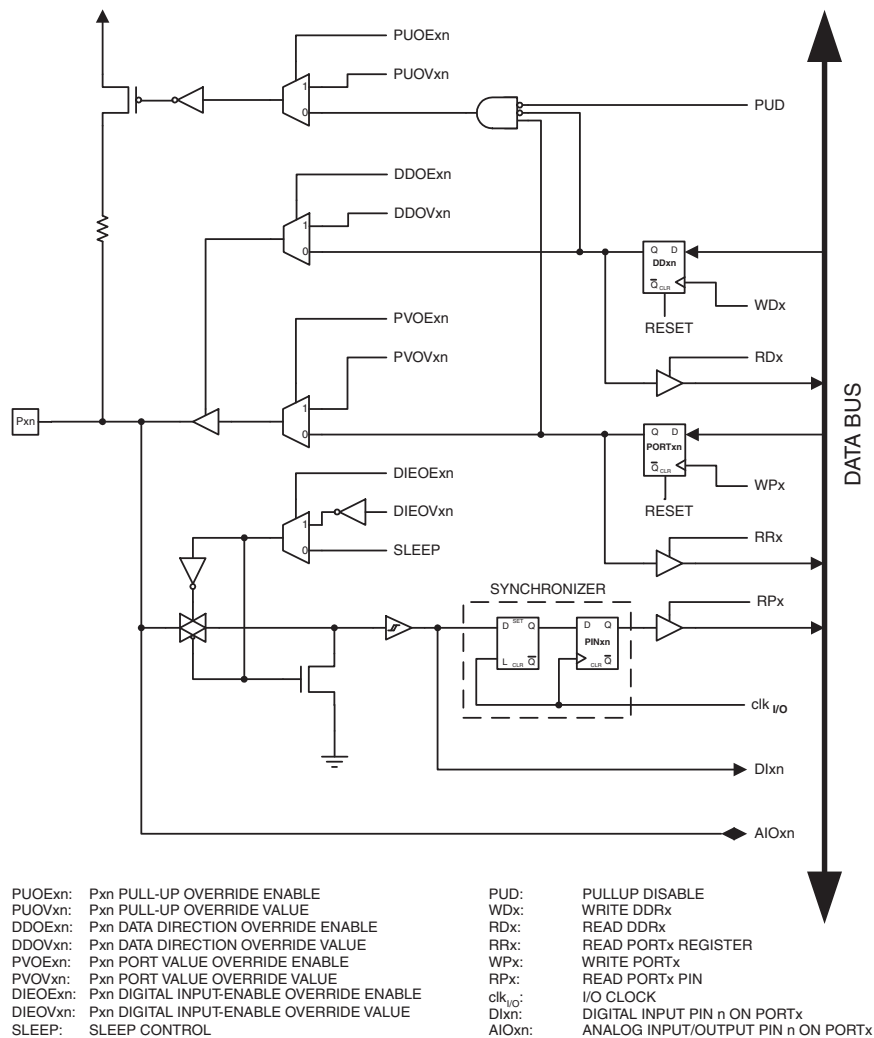 PUOExn
PUOVxn
1
0
PUD
DDOExn
DDOVxn
1
0
Q D
DDxn
Q CLR
WDx
RESET
RDx
PVOExn
PVOVxn
1
0
Pxn
Q D
PORTxn
Q CLR
WPx
RESET
RRx
DATA BUS
DIEOExn
DIEOVxn
1
0
SLEEP
SYNCHRONIZER
RPx
D SET Q
L CLR Q
D Q
PINxn
CLR Q
clk I/O
DIxn
AIOxn
PUOExn: Pxn PULL-UP OVERRIDE ENABLE
PUOVxn: Pxn PULL-UP OVERRIDE VALUE
DDOExn: Pxn DATA DIRECTION OVERRIDE ENABLE
DDOVxn: Pxn DATA DIRECTION OVERRIDE VALUE
PVOExn: Pxn PORT VALUE OVERRIDE ENABLE
PVOVxn: Pxn PORT VALUE OVERRIDE VALUE
DIEOExn: Pxn DIGITAL INPUT-ENABLE OVERRIDE ENABLE
DIEOVxn: Pxn DIGITAL INPUT-ENABLE OVERRIDE VALUE
SLEEP: SLEEP CONTROL
PUD: PULLUP DISABLE
WDx: WRITE DDRx
RDx: READ DDRx
RRx: READ PORTx REGISTER
WPx: WRITE PORTx
RPx: READ PORTx PIN
clkI/O: I/O CLOCK
DIxn: DIGITAL INPUT PIN n ON PORTx
AIOxn: ANALOG INPUT/OUTPUT PIN n ON PORTx